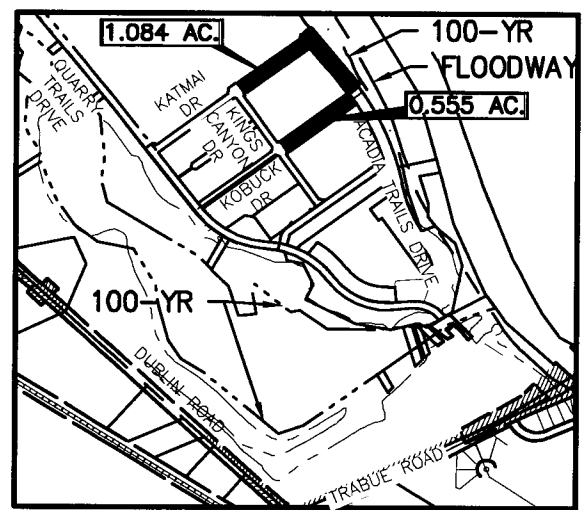 1.084 AC.
100-YR
FLOODWAY
0.555 AC.
QUARRY
TRAILS
DRIVE
KATMAI
DR
KINGS
CANYON
DR
KOBUCK
DR
ACADIA TRAILS DRIVE
100-YR
DUBLIN ROAD
TRABUE ROAD